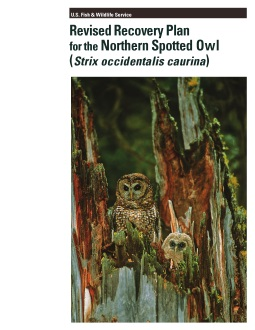 U.S. Fish & Wildlife Service
Revised Recovery Plan
for the Northern Spotted Owl
(Strix occidentalis caurina)